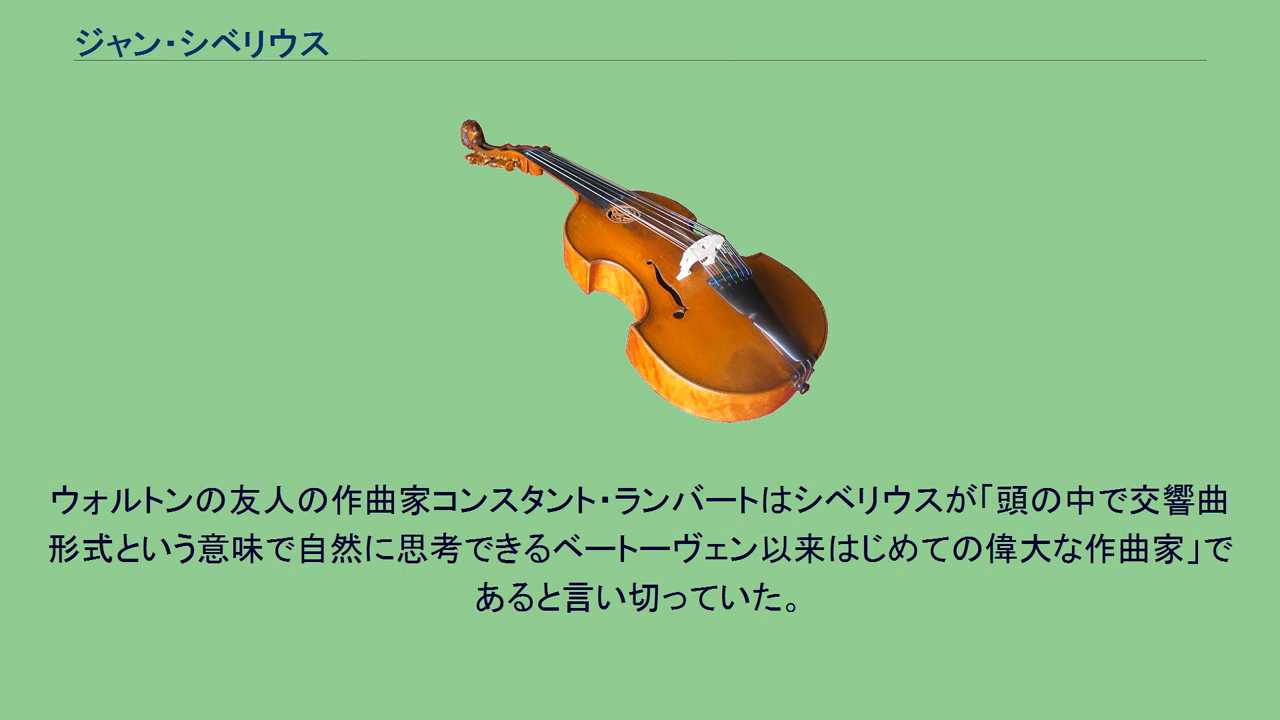 ジャン・シベリウス
ウォルトンの友人の作曲家コンスタント・ランバートはシベリウスが「頭の中で交響曲
形式という意味で自然に思考できるベートーヴェン以来はじめての偉大な作曲家」で
あると言い切っていた。